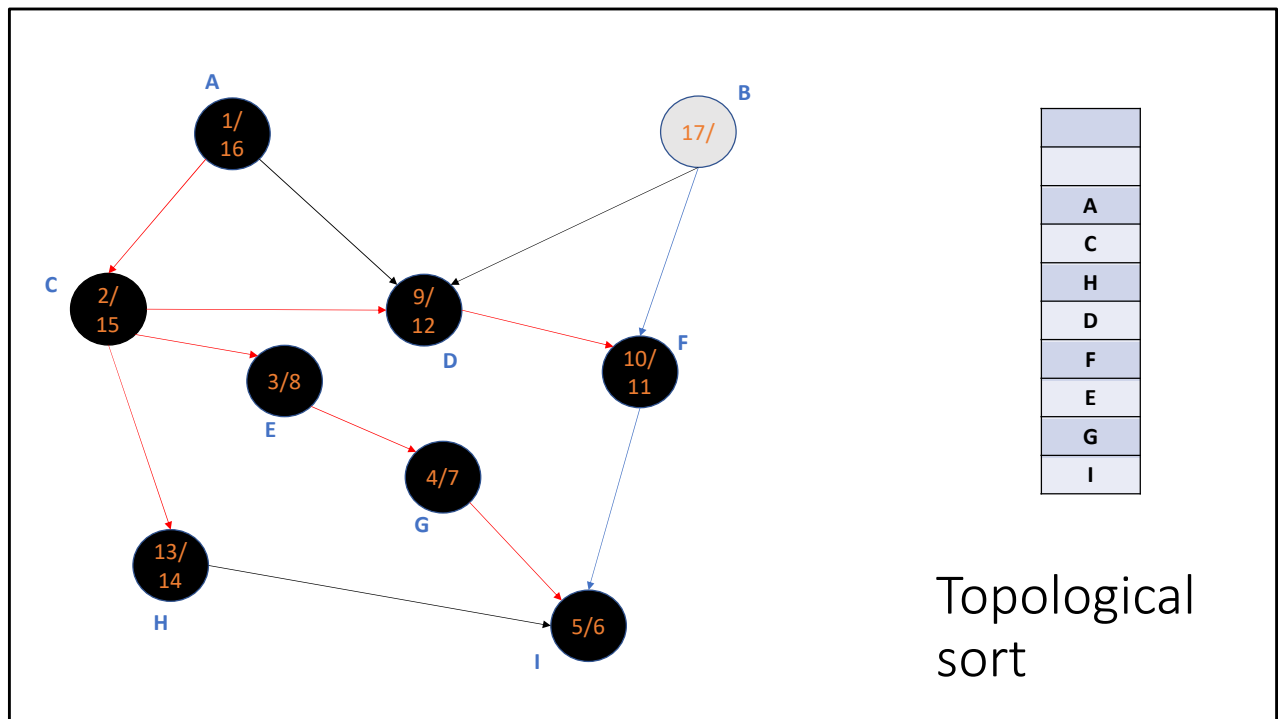 A
B
1/
16
17/
A
C
H
D
F
E
G
I
C
2/
15
9/
12
D
F
10/
11
3/8
E
4/7
G
13/
14
H
5/6
I
Topological
sort